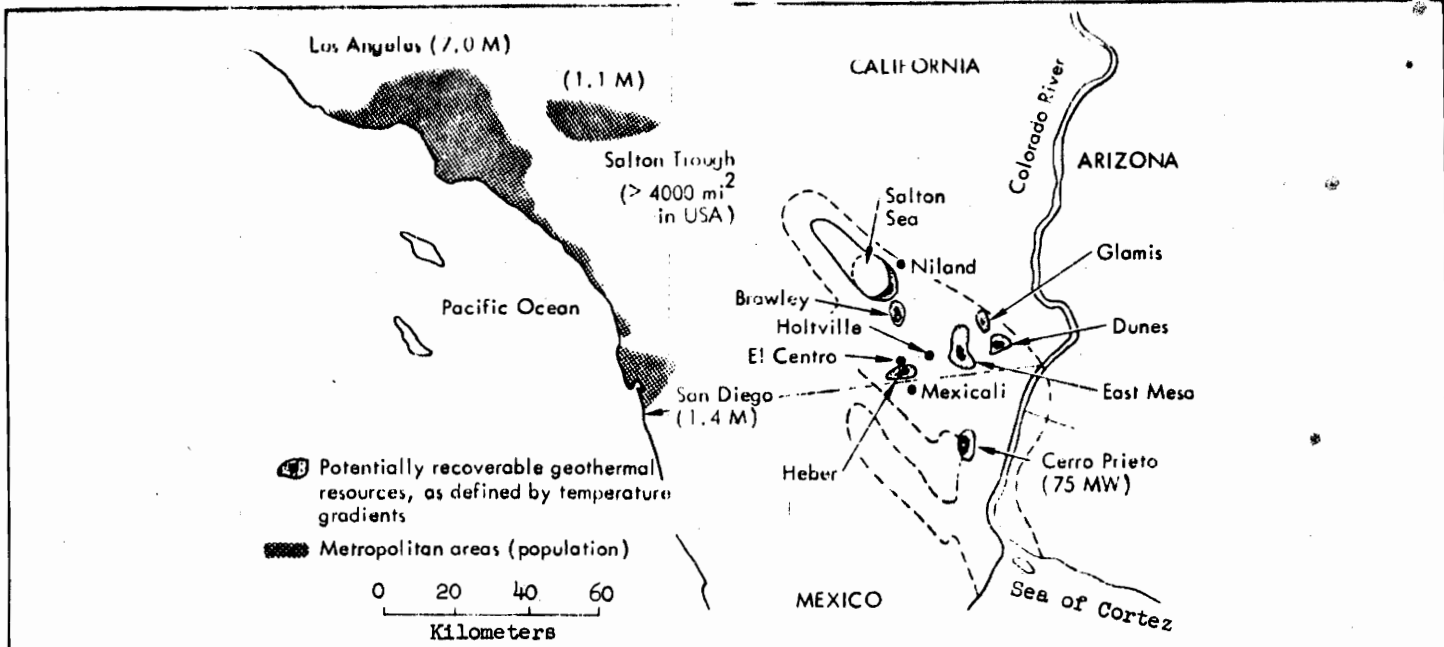 Los Angeles (7.0 M)
(1.1 M)
CALIFORNIA
Colorado River
ARIZONA
Salton Trough
(> 4000 mi²
in USA)
Salton
Sea
Niland
Glamis
Brawley
Pacific Ocean
Holtville
Dunes
El Centro
San Diego
(1.4 M)
Mexicali
East Mesa
Heber
Cerro Prieto
(75 MW)
Potentially recoverable geothermal
resources, as defined by temperature
gradients
Metropolitan areas (population)
0 20 40 60
Kilometers
MEXICO
Sea of Cortez